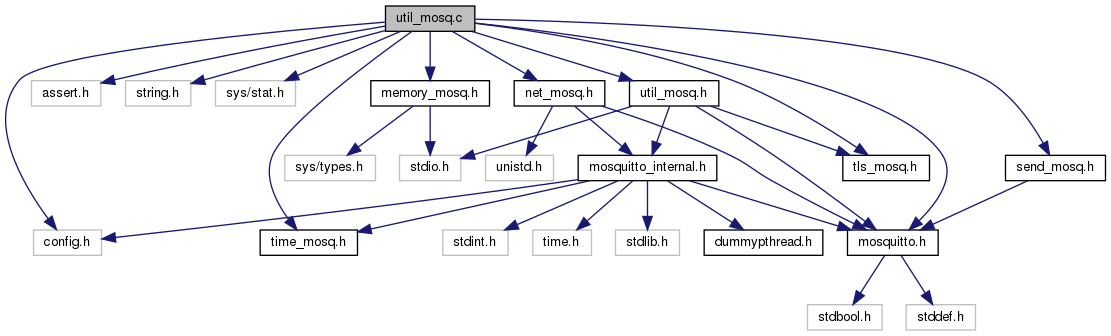 util_mosq.c
assert.h
string.h
sys/stat.h
memory_mosq.h
net_mosq.h
util_mosq.h
sys/types.h
stdio.h
unistd.h
mosquitto_internal.h
tls_mosq.h
send_mosq.h
config.h
time_mosq.h
stdint.h
time.h
stdlib.h
dummypthread.h
mosquitto.h
stdbool.h
stddef.h